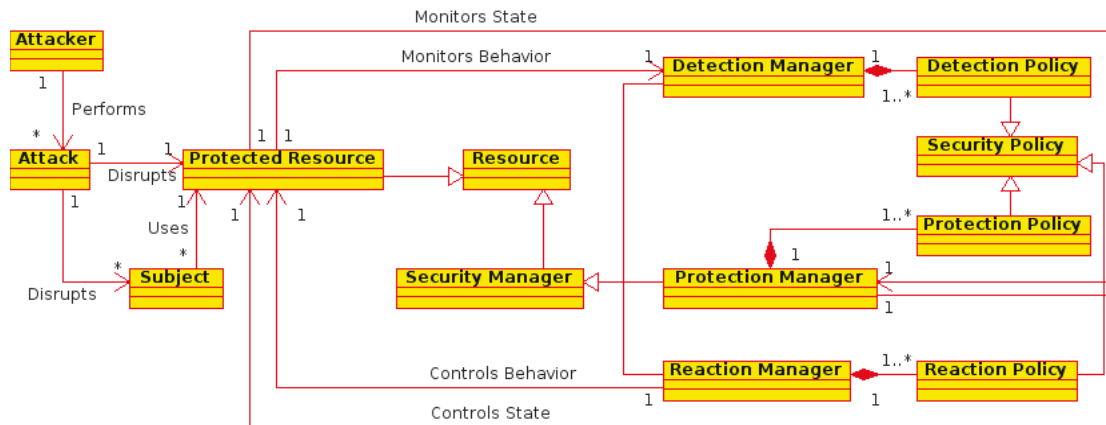 Monitors State
Attacker
Monitors Behavior
1
Detection Manager
1
Detection Policy
1
1..*
Performs
*
1
1
Attack
1
1
Protected Resource
Resource
Security Policy
Disrupts
1
1
1
1
1..*
Protection Policy
Uses
*
1
*
Subject
Security Manager
Protection Manager
1
Disrupts
1
1..*
Reaction Manager
Reaction Policy
Controls Behavior
1
1
Controls State